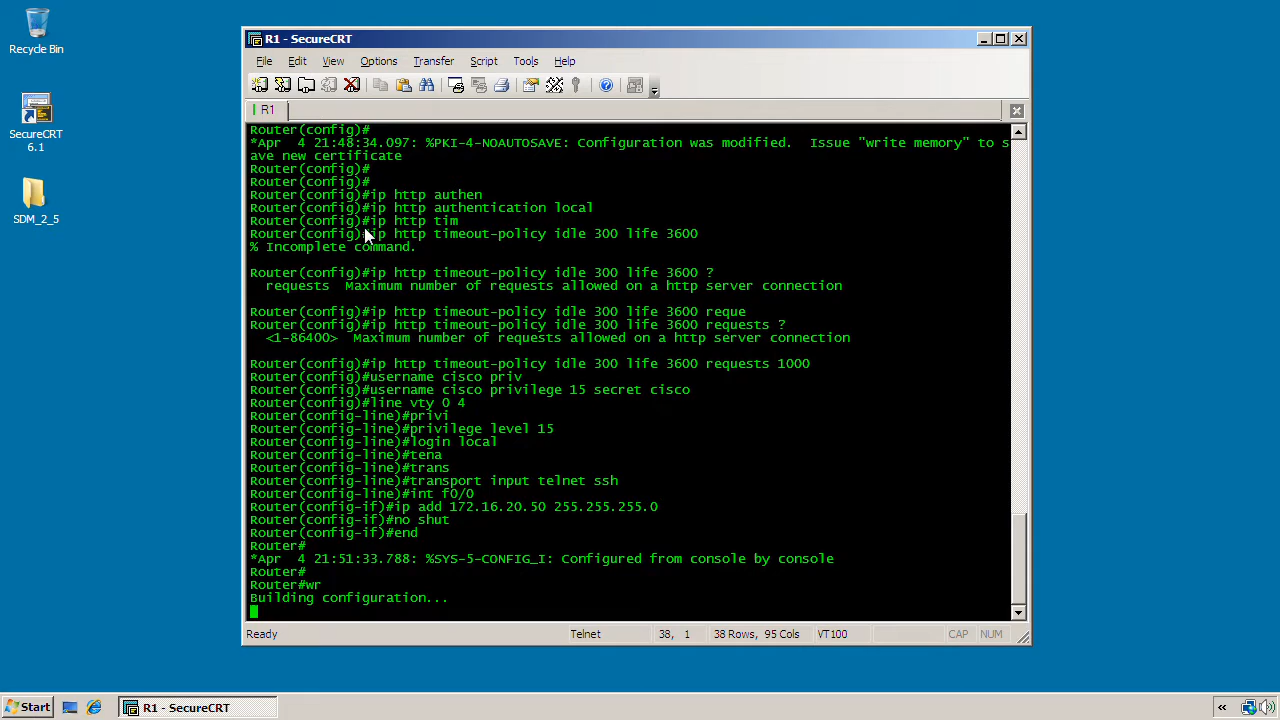 Recycle Bin
SecureCRT
6.1
SDM_2_5
R1 - SecureCRT
File Edit View Options Transfer Script Tools Help
R1
Router(config)#
*Apr  4 21:48:34.097: %PKI-4-NOAUTOSAVE: Configuration was modified.  Issue "write memory" to s
ave new certificate
Router(config)#
Router(config)#
Router(config)#ip http authen
Router(config)#ip http authentication local
Router(config)#ip http tim
Router(config)#ip http timeout-policy idle 300 life 3600
% Incomplete command.
Router(config)#ip http timeout-policy idle 300 life 3600 ?
  requests  Maximum number of requests allowed on a http server connection
Router(config)#ip http timeout-policy idle 300 life 3600 reque
Router(config)#ip http timeout-policy idle 300 life 3600 requests ?
  <1-86400>  Maximum number of requests allowed on a http server connection
Router(config)#ip http timeout-policy idle 300 life 3600 requests 1000
Router(config)#username cisco priv
Router(config)#username cisco privilege 15 secret cisco
Router(config)#line vty 0 4
Router(config-line)#privi
Router(config-line)#privilege level 15
Router(config-line)#login local
Router(config-line)#tena
Router(config-line)#trans
Router(config-line)#transport input telnet ssh
Router(config-line)#int f0/0
Router(config-if)#ip add 172.16.20.50 255.255.255.0
Router(config-if)#no shut
Router(config-if)#end
Router#
*Apr  4 21:51:33.788: %SYS-5-CONFIG_I: Configured from console by console
Router#
Router#wr
Building configuration...
Ready Telnet 38, 1 38 Rows, 95 Cols VT100 CAP NUM
Start R1 - SecureCRT «